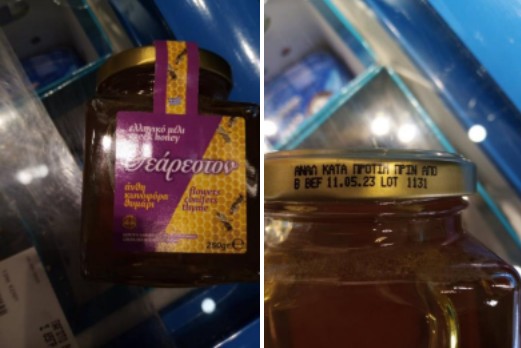 ελληνικό μέλι
greek honey
Θεάρεστον
άνθη
κωνοφόρα
θυμάρι
flowers
conifers
thyme
280g e
ΑΝΑΛ ΚΑΤΑ ΠΡΟΤΙΜ ΠΡΙΝ ΑΠΟ
B BEF 11.05.23 LOT 1131